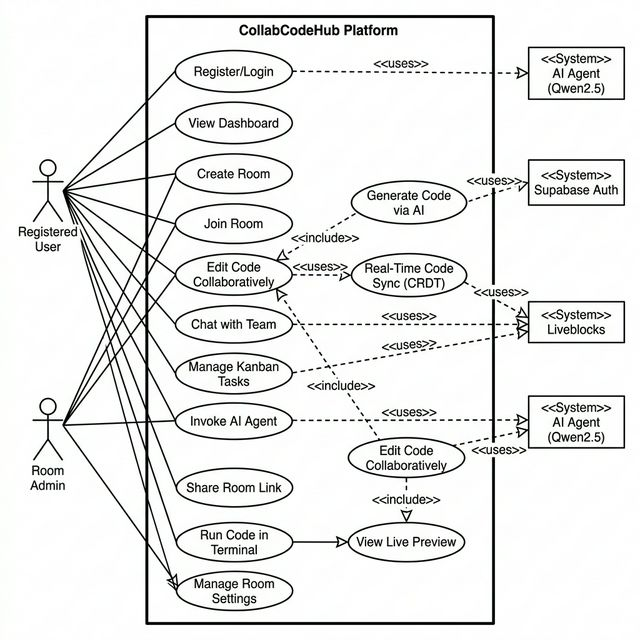 CollabCodeHub Platform
Register/Login
<<uses>>
<<System>>
AI Agent
(Qwen2.5)
View Dashboard
Create Room
Generate Code
via AI
<<uses>>
<<System>>
Supabase Auth
Registered
User
Join Room
<<include>>
Edit Code
Collaboratively
<<uses>>
Real-Time Code
Sync (CRDT)
<<uses>>
Chat with Team
<<uses>>
<<System>>
Liveblocks
Manage Kanban
Tasks
<<uses>>
<<include>>
Invoke AI Agent
<<uses>>
<<System>>
AI Agent
(Qwen2.5)
Room
Admin
Edit Code
Collaboratively
<<uses>>
Share Room Link
<<include>>
Run Code in
Terminal
View Live Preview
Manage Room
Settings